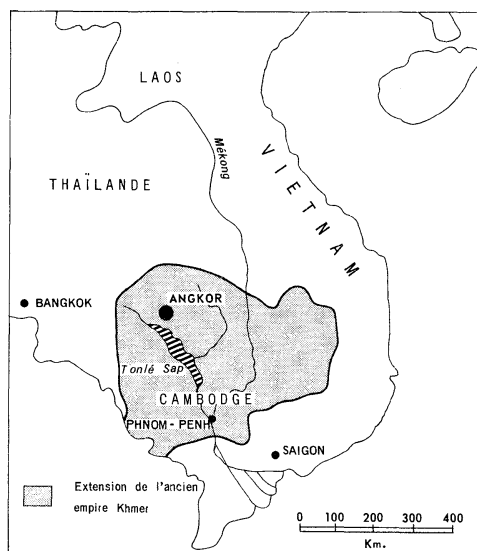 LAOS
Mékong
VIETNAM
THAÏLANDE
BANGKOK
ANGKOR
Tonlé Sap
CAMBODGE
PHNOM-PENH
SAIGON
Extension de l'ancien
empire Khmer
0 100 200 300 400
Km.